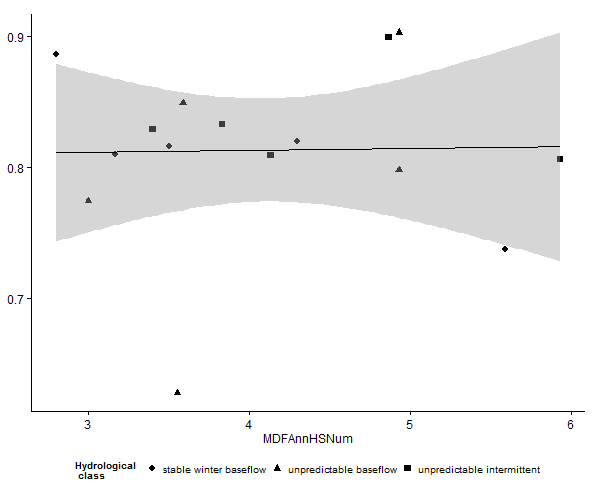 0.9
0.8
0.7
3 4 5 6
MDFAnnHSNum
Hydrological
class
stable winter baseflow unpredictable baseflow unpredictable intermittent